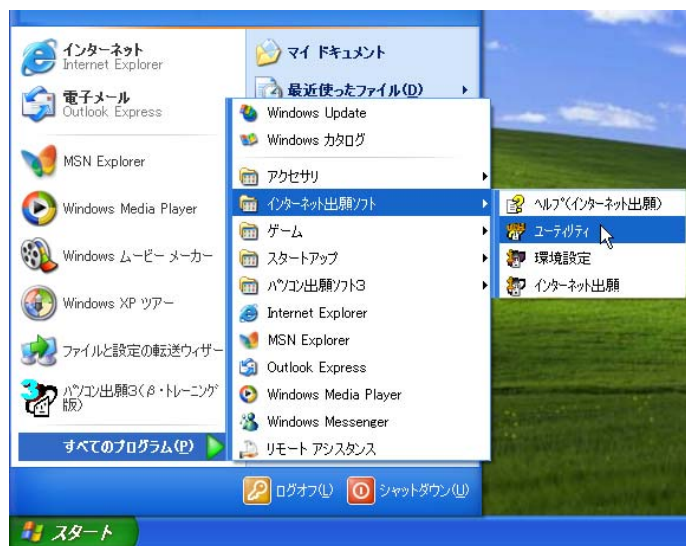 インターネット
Internet Explorer
電子メール
Outlook Express
MSN Explorer
Windows Media Player
Windows ムービー メーカー
Windows XP ツアー
ファイルと設定の転送ウィザー
パソコン出願3(β・トレーニング
版)
すべてのプログラム(P)
マイ ドキュメント
最近使ったファイル(D)
Windows Update
Windows カタログ
アクセサリ
インターネット出願ソフト
ゲーム
スタートアップ
パソコン出願ソフト3
Internet Explorer
MSN Explorer
Outlook Express
Windows Media Player
Windows Messenger
リモート アシスタンス
ヘルプ(インターネット出願)
ユーティリティ
環境設定
インターネット出願
ログオフ(L)
シャットダウン(U)
スタート